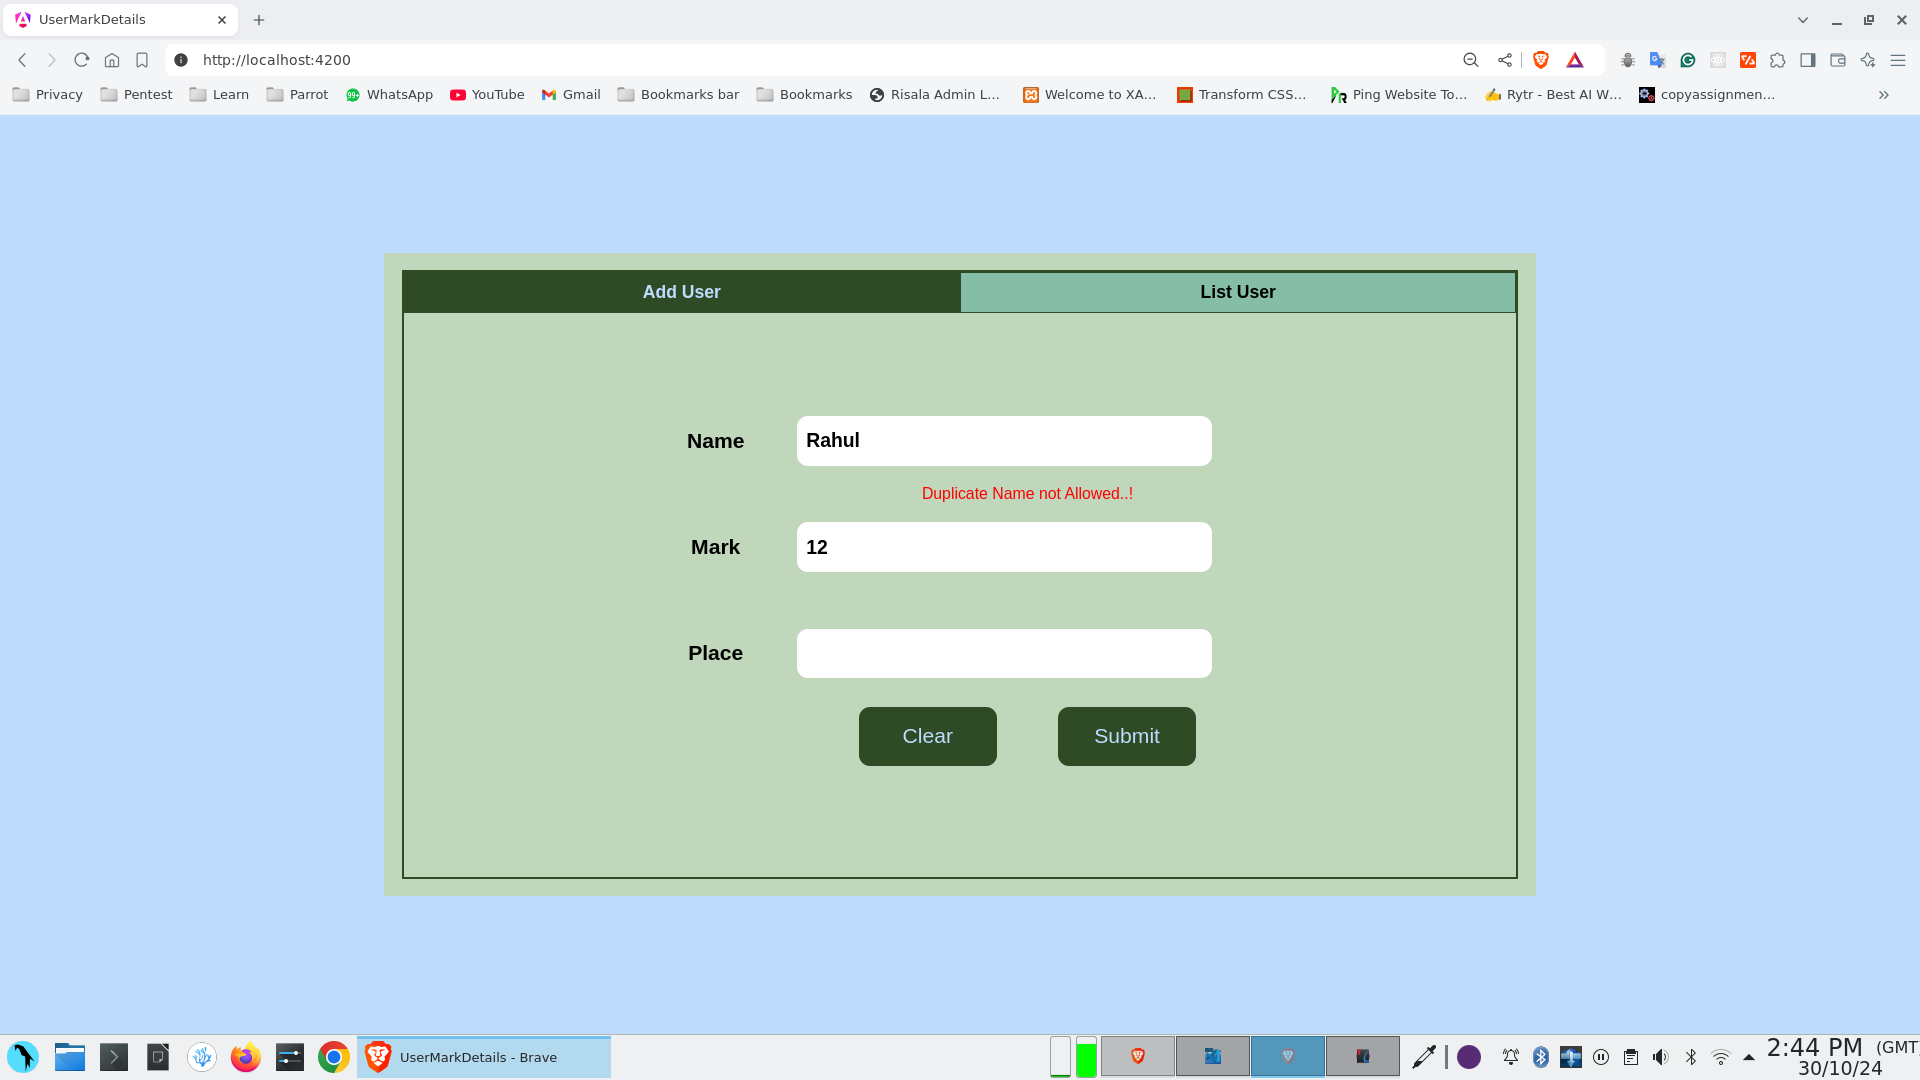 UserMarkDetails
http://localhost:4200
Privacy
Pentest
Learn
Parrot
99+
WhatsApp
YouTube
Gmail
Bookmarks bar
Bookmarks
Risala Admin L...
Welcome to XA...
Transform CSS...
Ping Website To...
Rytr - Best AI W...
copyassignmen...
Add User
List User
Name
Rahul
Duplicate Name not Allowed..!
Mark
12
Place
Clear
Submit
UserMarkDetails - Brave
2:44 PM
(GMT
30/10/24